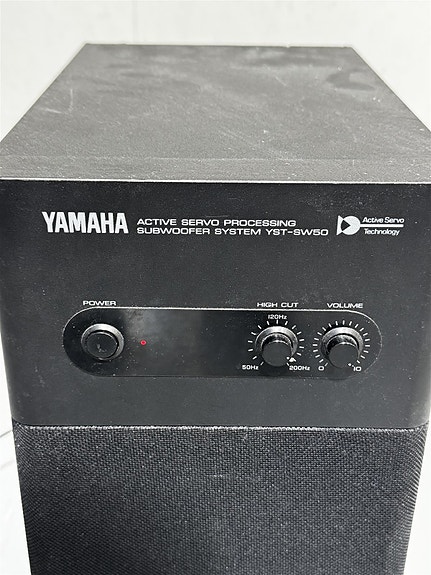 YAMAHA
ACTIVE SERVO PROCESSING
SUBWOOFER SYSTEM YST-SW50
Active Servo
Technology
POWER
HIGH CUT
VOLUME
120Hz
50Hz
200Hz
0
10